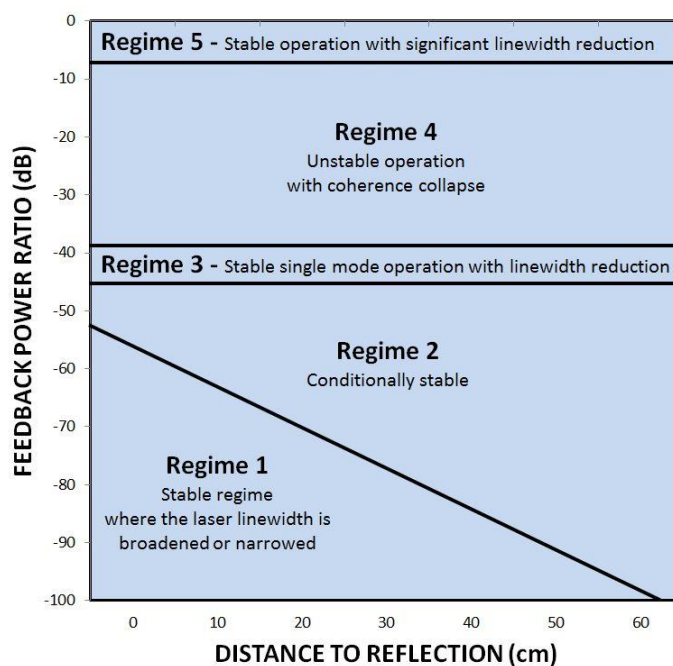 0
Regime 5 - Stable operation with significant linewidth reduction
-10
Regime 4
-20
Unstable operation
with coherence collapse
-30
-40
Regime 3 - Stable single mode operation with linewidth reduction
-50
Regime 2
-60
Conditionally stable
-70
Regime 1
-80
Stable regime
where the laser linewidth is
-90
broadened or narrowed
-100
FEEDBACK POWER RATIO (dB)
0 10 20 30 40 50 60
DISTANCE TO REFLECTION (cm)